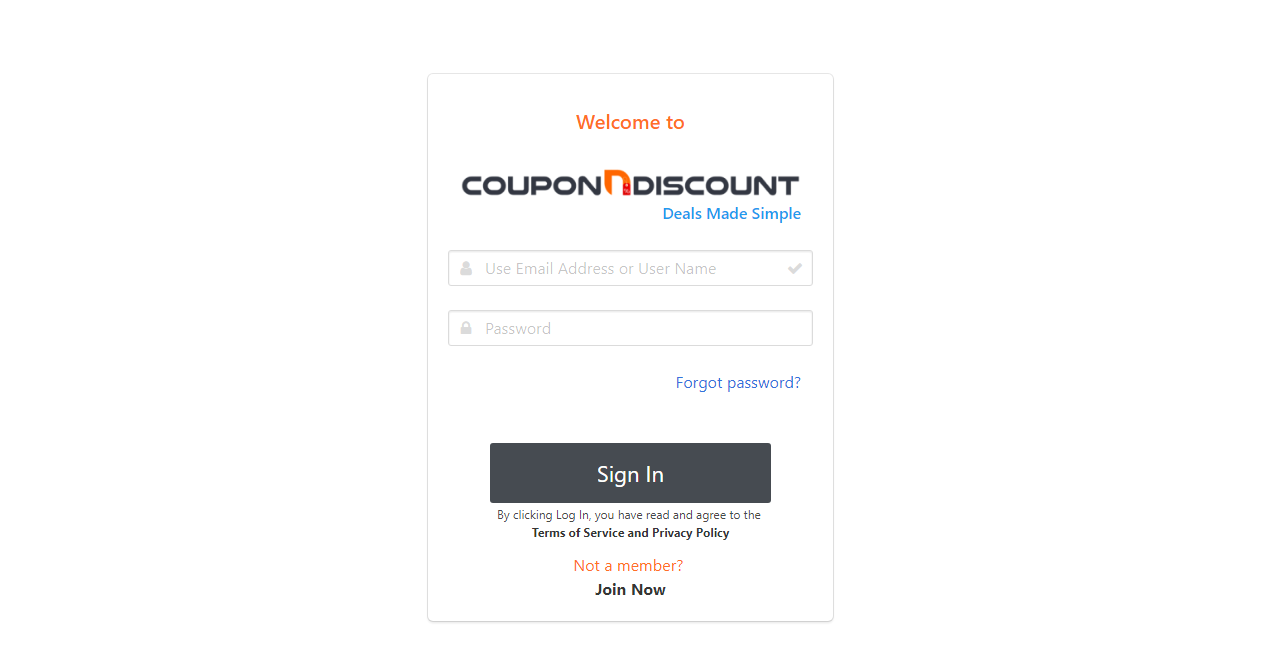 Welcome to
COUPONNDISCOUNT
Deals Made Simple
Use Email Address or User Name
Password
Forgot password?
Sign In
By clicking Log In, you have read and agree to the
Terms of Service and Privacy Policy
Not a member?
Join Now